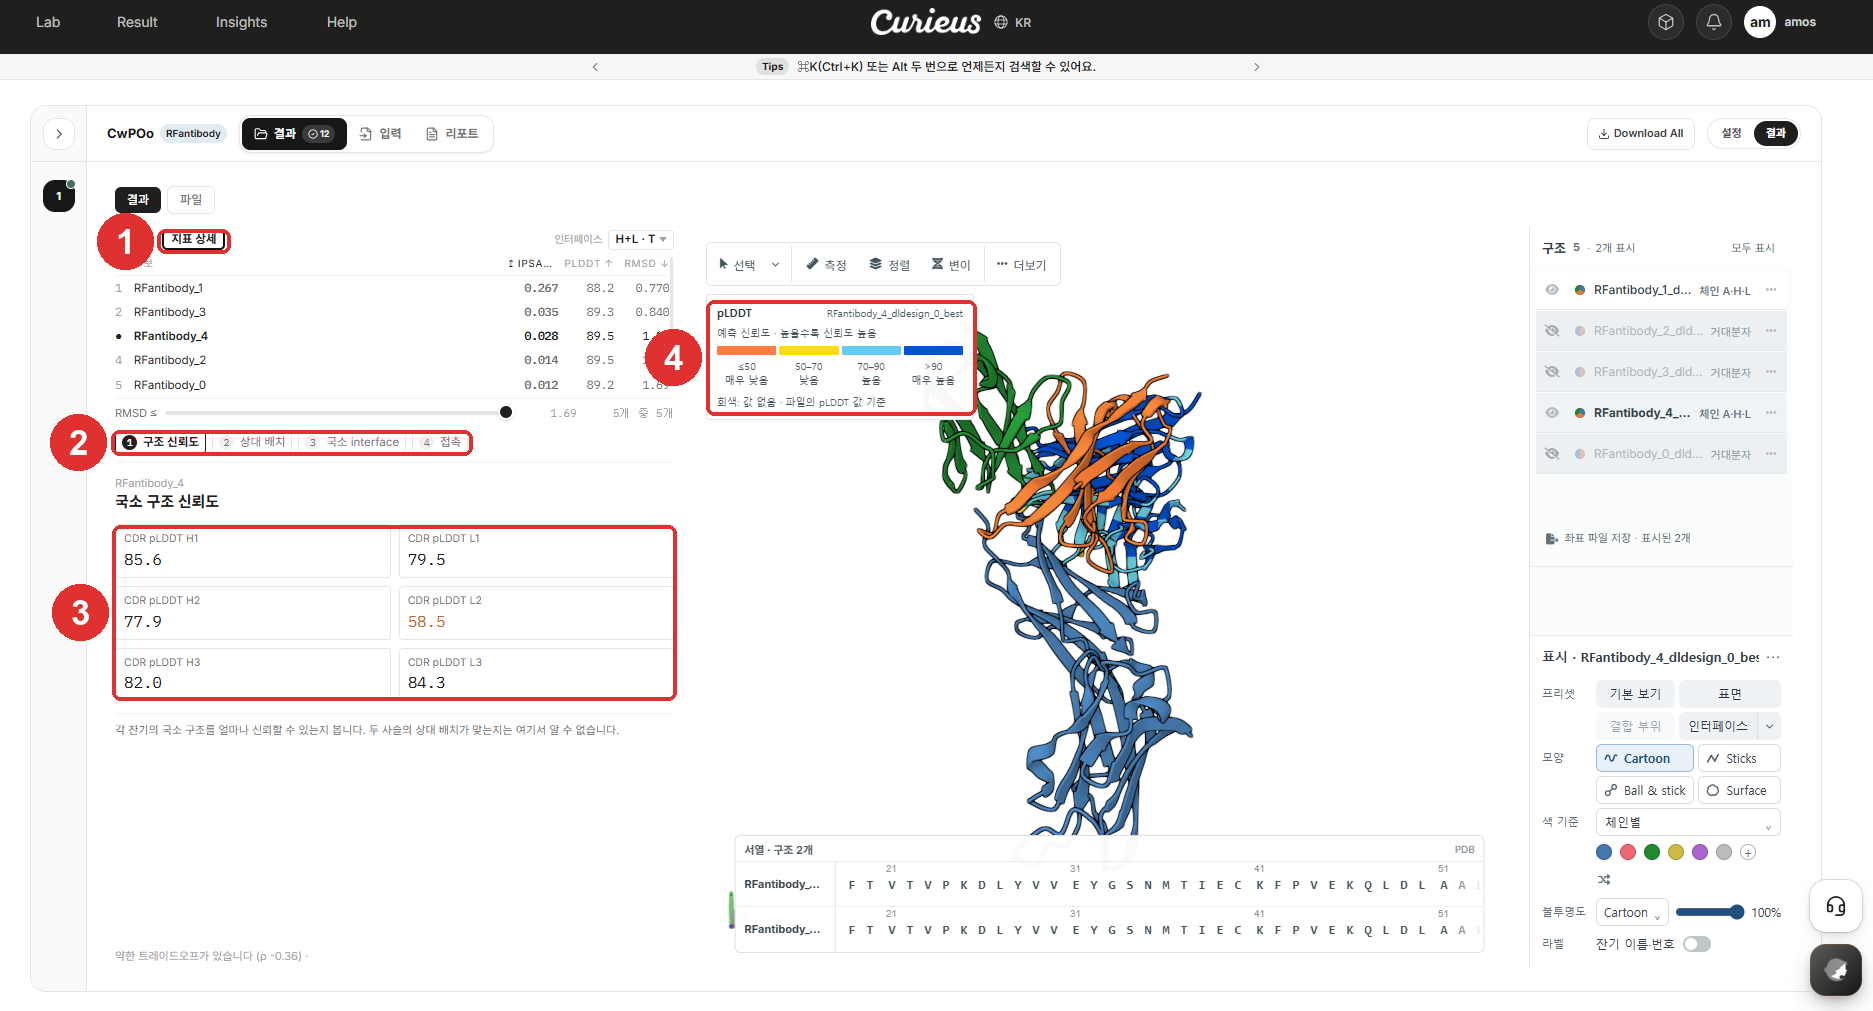 Lab
Result
Insights
Help
Curieus
KR
am
amos
Tips ⌘K(Ctrl+K) 또는 Alt 두 번으로 언제든지 검색할 수 있어요.
CwPOo
RFantibody
결과 12
입력
리포트
Download All
설정
결과
1
결과
파일
1
지표 상세
인터페이스
H+L · T
보
↕ IPSA...
PLDDT ↑
RMSD ↓
1 RFantibody_1 0.267 88.2 0.770
2 RFantibody_3 0.035 89.3 0.840
● RFantibody_4 0.028 89.5 1.
4 RFantibody_2 0.014 89.5
5 RFantibody_0 0.012 89.2 1.69
RMSD ≤ 1.69 5개 중 5개
2
1 구조 신뢰도
2 상대 배치
3 국소 interface
4 접촉
RFantibody_4
국소 구조 신뢰도
3
CDR pLDDT H1
85.6
CDR pLDDT L1
79.5
CDR pLDDT H2
77.9
CDR pLDDT L2
58.5
CDR pLDDT H3
82.0
CDR pLDDT L3
84.3
각 잔기의 국소 구조를 얼마나 신뢰할 수 있는지 봅니다. 두 사슬의 상대 배치가 맞는지는 여기서 알 수 없습니다.
약한 트레이드오프가 있습니다 (ρ -0.36) ·
선택
측정
정렬
변이
··· 더보기
4
pLDDT RFantibody_4_dldesign_0_best
예측 신뢰도 · 높을수록 신뢰도 높음
≤50 50–70 70–90 >90
매우 낮음 낮음 높음 매우 높음
회색: 값 없음 · 파일의 pLDDT 값 기준
서열 · 구조 2개
PDB
21 31 41 51
RFantibody_... F T V T V P K D L Y V V E Y G S N M T I E C K F P V E K Q L D L A A L
21 31 41 51
RFantibody_... F T V T V P K D L Y V V E Y G S N M T I E C K F P V E K Q L D L A A L
구조 5 · 2개 표시
모두 표시
RFantibody_1_d... 체인 A·H·L ···
RFantibody_2_dld... 거대분자 ···
RFantibody_3_dld... 거대분자 ···
RFantibody_4_... 체인 A·H·L ···
RFantibody_0_dld... 거대분자 ···
좌표 파일 저장 · 표시된 2개
표시 · RFantibody_4_dldesign_0_bes ···
프리셋
기본 보기
표면
결합 부위
인터페이스
모양
Cartoon
Sticks
Ball & stick
Surface
색 기준
체인별
불투명도
Cartoon
100%
라벨
잔기 이름·번호